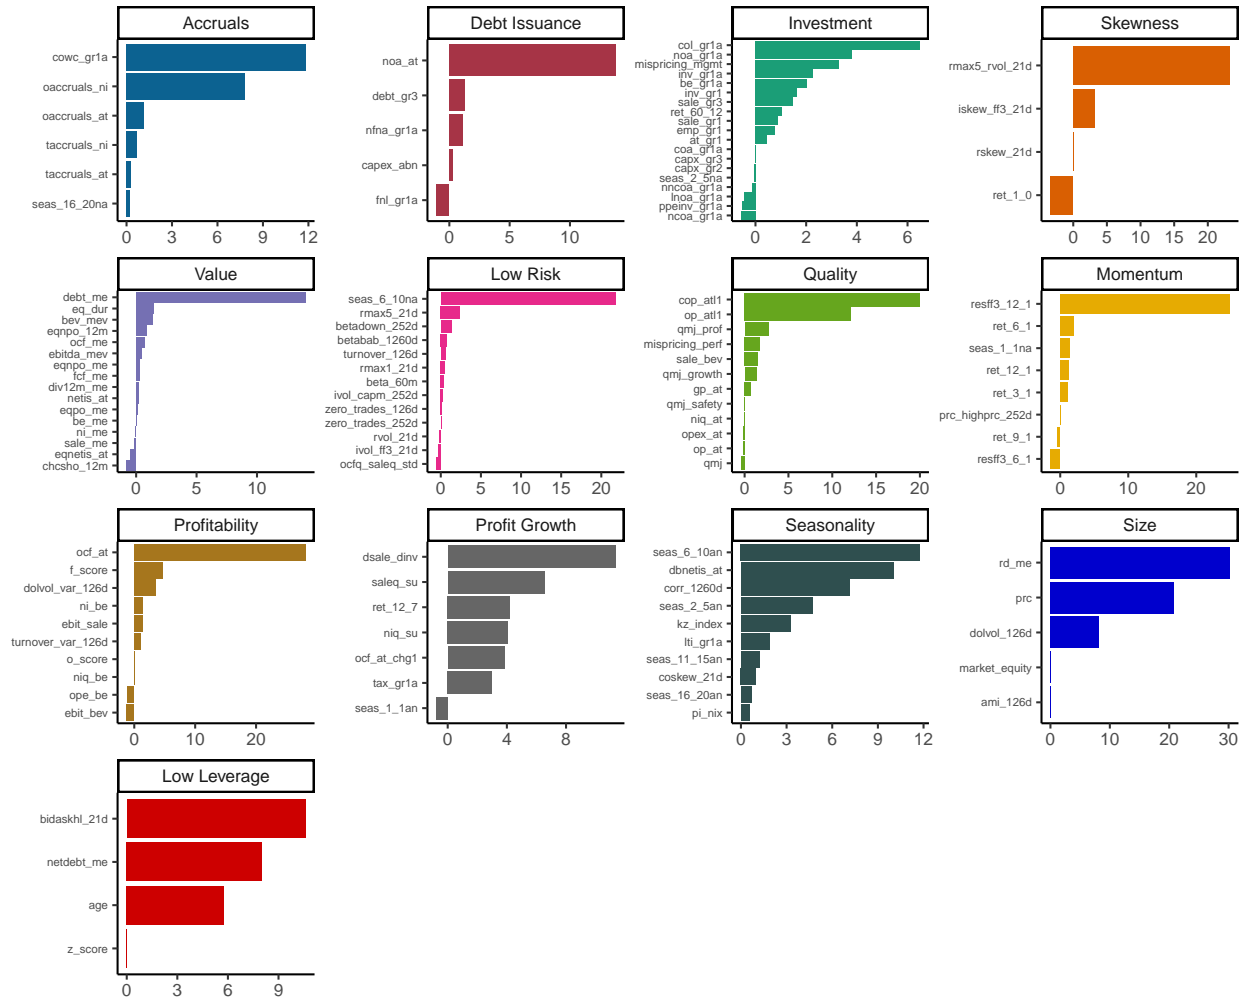 Accruals
cowc_gr1a
oaccruals_ni
oaccruals_at
taccruals_ni
taccruals_at
seas_16_20na
0 3 6 9 12
Debt Issuance
noa_at
debt_gr3
nfna_gr1a
capex_abn
fnl_gr1a
0 5 10
Investment
col_gr1a
noa_gr1a
mispricing_mgmt
inv_gr1a
be_gr1a
inv_gr1
sale_gr3
ret_60_12
sale_gr1
emp_gr1
at_gr1
coa_gr1a
capx_gr3
capx_gr2
seas_2_5na
nncoa_gr1a
lnoa_gr1a
ppeinv_gr1a
ncoa_gr1a
0 2 4 6
Skewness
rmax5_rvol_21d
iskew_ff3_21d
rskew_21d
ret_1_0
0 5 10 15 20
Value
debt_me
eq_dur
bev_mev
eqnpo_12m
ocf_me
ebitda_mev
eqnpo_me
fcf_me
div12m_me
netis_at
eqpo_me
be_me
ni_me
sale_me
eqnetis_at
chcsho_12m
0 5 10
Low Risk
seas_6_10na
rmax5_21d
betadown_252d
betabab_1260d
turnover_126d
rmax1_21d
beta_60m
ivol_capm_252d
zero_trades_126d
zero_trades_252d
rvol_21d
ivol_ff3_21d
ocfq_saleq_std
0 5 10 15 20
Quality
cop_atl1
op_atl1
qmj_prof
mispricing_perf
sale_bev
qmj_growth
gp_at
qmj_safety
niq_at
opex_at
op_at
qmj
0 5 10 15 20
Momentum
resff3_12_1
ret_6_1
seas_1_1na
ret_12_1
ret_3_1
prc_highprc_252d
ret_9_1
resff3_6_1
0 10 20
Profitability
ocf_at
f_score
dolvol_var_126d
ni_be
ebit_sale
turnover_var_126d
o_score
niq_be
ope_be
ebit_bev
0 10 20
Profit Growth
dsale_dinv
saleq_su
ret_12_7
niq_su
ocf_at_chg1
tax_gr1a
seas_1_1an
0 4 8
Seasonality
seas_6_10an
dbnetis_at
corr_1260d
seas_2_5an
kz_index
lti_gr1a
seas_11_15an
coskew_21d
seas_16_20an
pi_nix
0 3 6 9 12
Size
rd_me
prc
dolvol_126d
market_equity
ami_126d
0 10 20 30
Low Leverage
bidaskhl_21d
netdebt_me
age
z_score
0 3 6 9